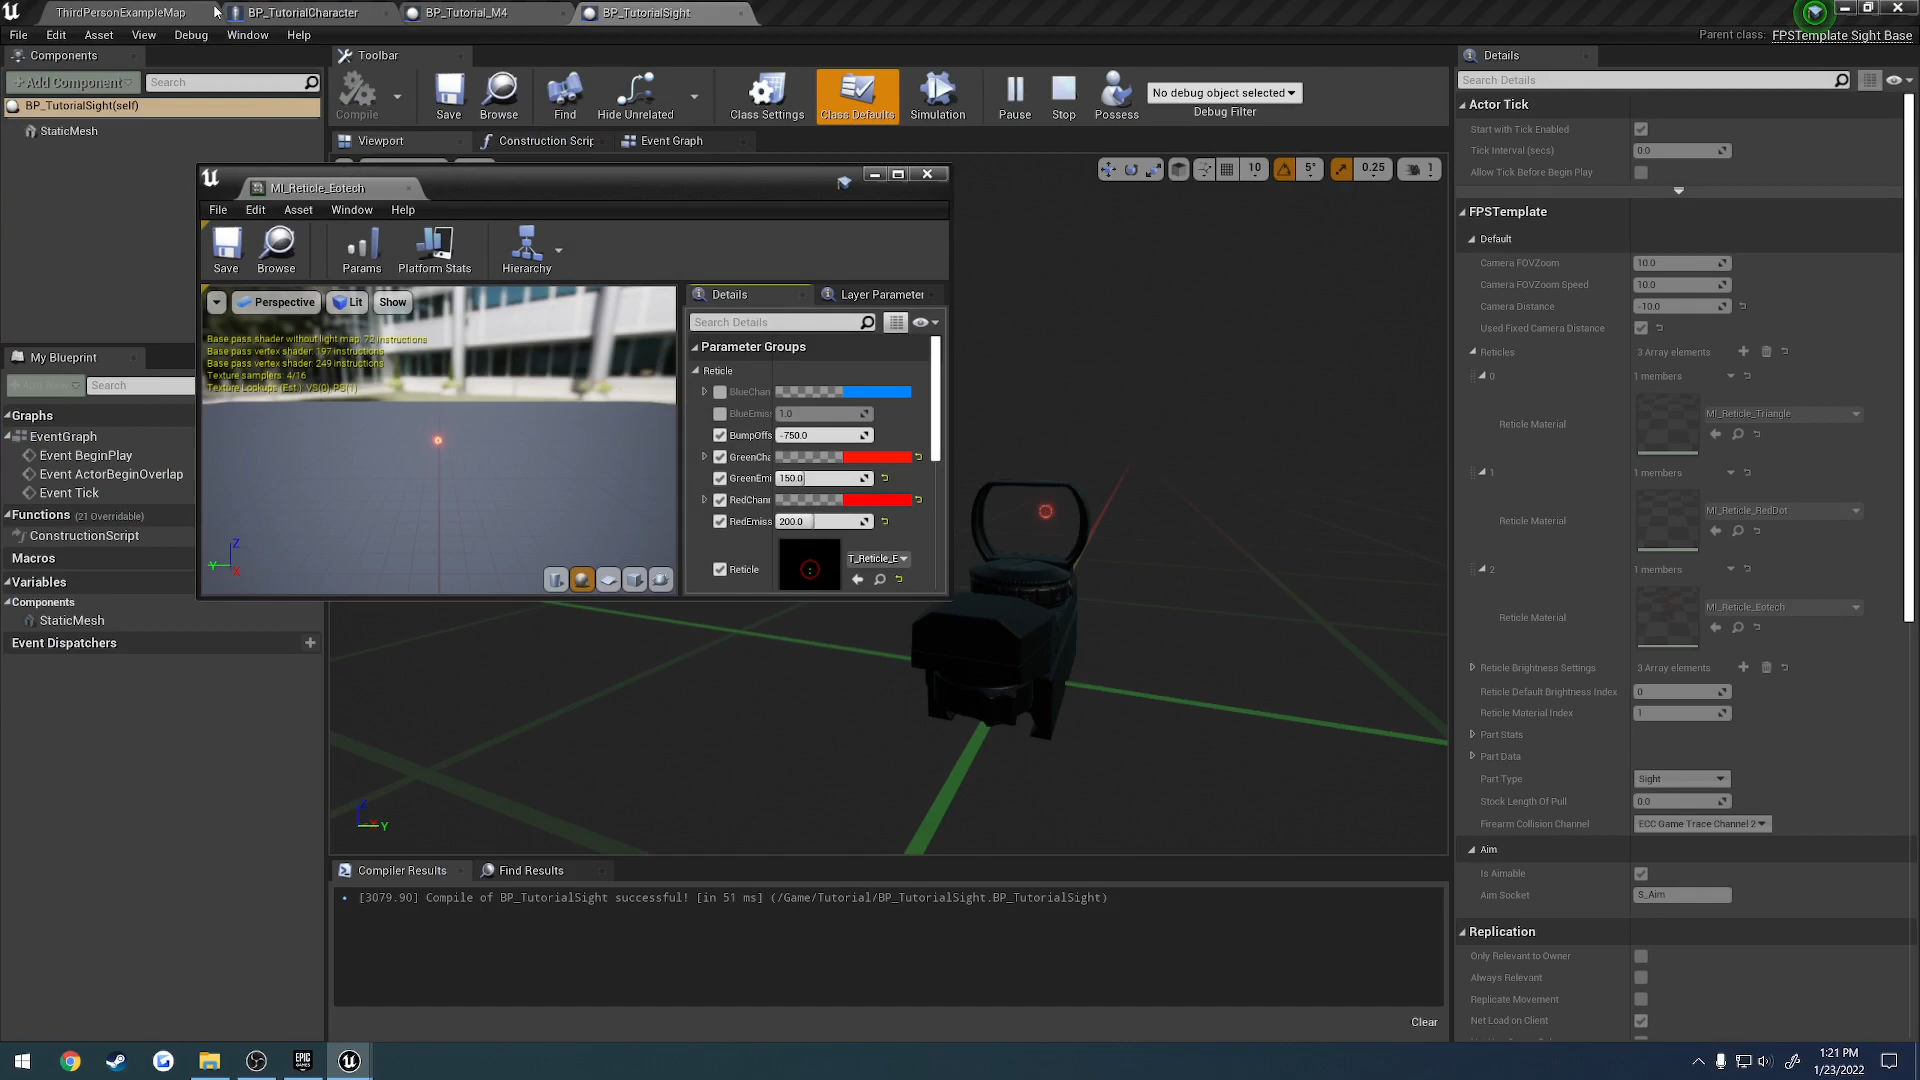 ThirdPersonExampleMap
BP_TutorialCharacter
BP_Tutorial_M4
BP_TutorialSight
File Edit Asset View Debug Window Help
Parent class: FPSTemplate Sight Base
Components
Toolbar
Details
+Add Component
Search
Search Details
BP_TutorialSight(self)
StaticMesh
Compile
Save
Browse
Find
Hide Unrelated
Class Settings
Class Defaults
Simulation
Pause
Stop
Possess
No debug object selected
Debug Filter
Viewport
Construction Scrip
Event Graph
10
5°
0.25
1
MI_Reticle_Eotech
File Edit Asset Window Help
Save
Browse
Params
Platform Stats
Hierarchy
Perspective
Lit
Show
Base pass shader without light map: 72 instructions
Base pass vertex shader: 197 instructions
Base pass vertex shader: 249 instructions
Texture samplers: 4/16
Texture Lookups (Est.): VS(0), PS(1)
Z
Y
X
Details
Layer Parameter
Search Details
Parameter Groups
Reticle
BlueChan
BlueEmis
1.0
BumpOffs
-750.0
GreenCha
GreenEmi
150.0
RedChanr
RedEmiss
200.0
Reticle
T_Reticle_E
My Blueprint
Search
Graphs
EventGraph
Event BeginPlay
Event ActorBeginOverlap
Event Tick
Functions (21 Overridable)
ConstructionScript
Macros
Variables
Components
StaticMesh
Event Dispatchers
Y
Compiler Results
Find Results
[3079.90] Compile of BP_TutorialSight successful! [in 51 ms] (/Game/Tutorial/BP_TutorialSight.BP_TutorialSight)
Clear
Actor Tick
Start with Tick Enabled
Tick Interval (secs)
0.0
Allow Tick Before Begin Play
FPSTemplate
Default
Camera FOVZoom
10.0
Camera FOVZoom Speed
10.0
Camera Distance
-10.0
Used Fixed Camera Distance
Reticles
3 Array elements
0
1 members
Reticle Material
MI_Reticle_Triangle
1
1 members
Reticle Material
MI_Reticle_RedDot
2
1 members
Reticle Material
MI_Reticle_Eotech
Reticle Brightness Settings
3 Array elements
Reticle Default Brightness Index
0
Reticle Material Index
1
Part Stats
Part Data
Part Type
Sight
Stock Length Of Pull
0.0
Firearm Collision Channel
ECC Game Trace Channel 2
Aim
Is Aimable
Aim Socket
S_Aim
Replication
Only Relevant to Owner
Always Relevant
Replicate Movement
Net Load on Client
EPIC GAMES
1:21 PM
1/23/2022